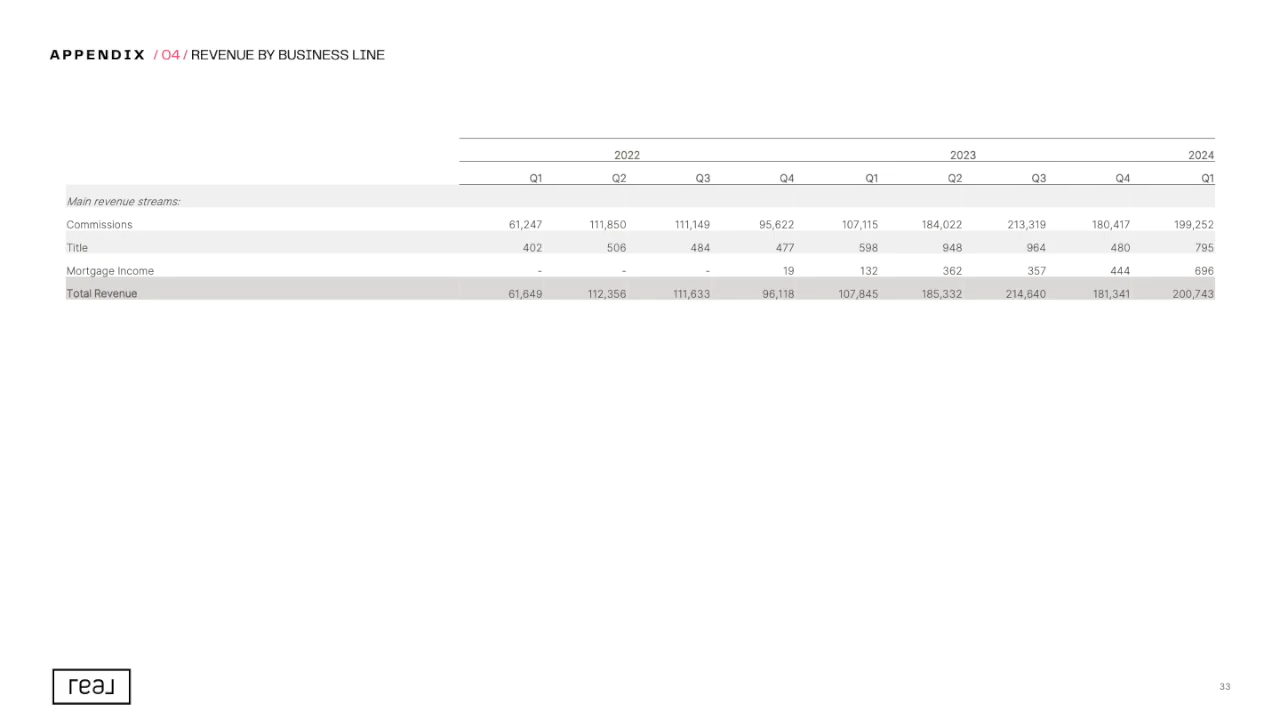 APPENDIX / 04 / REVENUE BY BUSINESS LINE
2022 2023 2024
Q1 Q2 Q3 Q4 Q1 Q2 Q3 Q4 Q1
Main revenue streams:
Commissions 61,247 111,850 111,149 95,622 107,115 184,022 213,319 180,417 199,252
Title 402 506 484 477 598 948 964 480 795
Mortgage Income - - - 19 132 362 357 444 696
Total Revenue 61,649 112,356 111,633 96,118 107,845 185,332 214,640 181,341 200,743
real
33